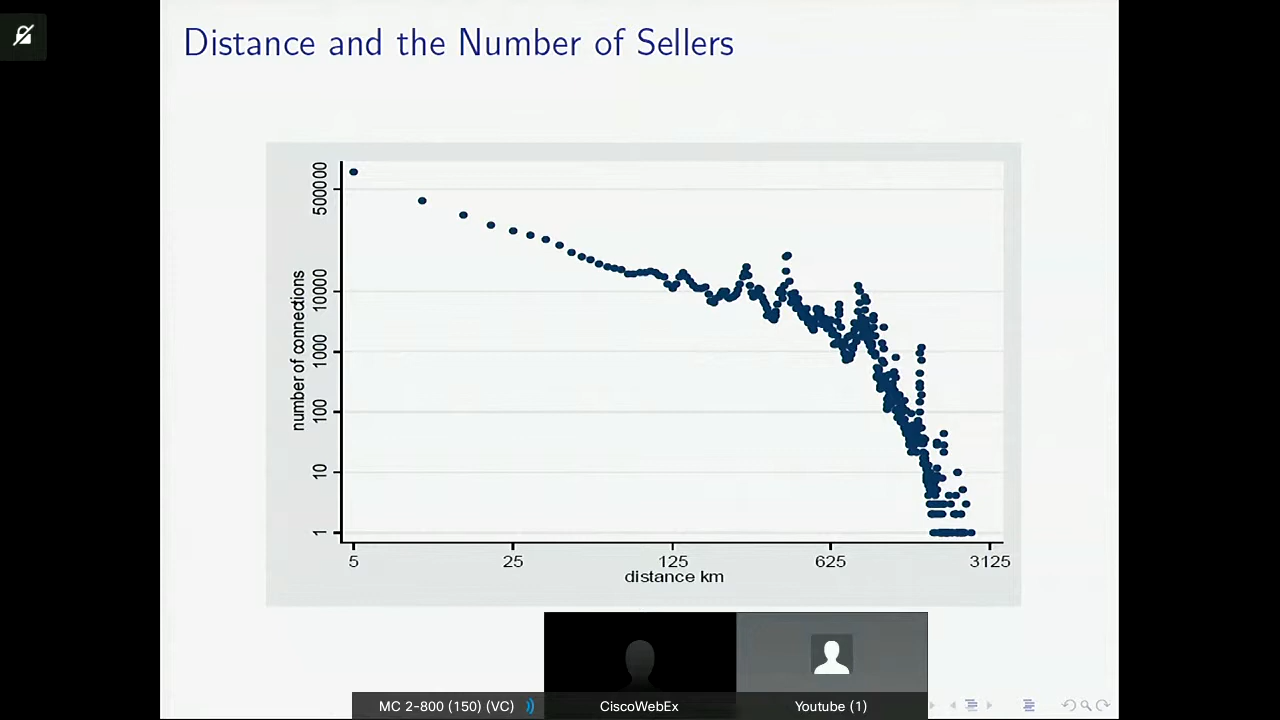 Distance and the Number of Sellers
500000
10000
1000
100
10
1
number of connections
5 25 125 625 3125
distance km
MC 2-800 (150) (VC) CiscoWebEx Youtube (1)